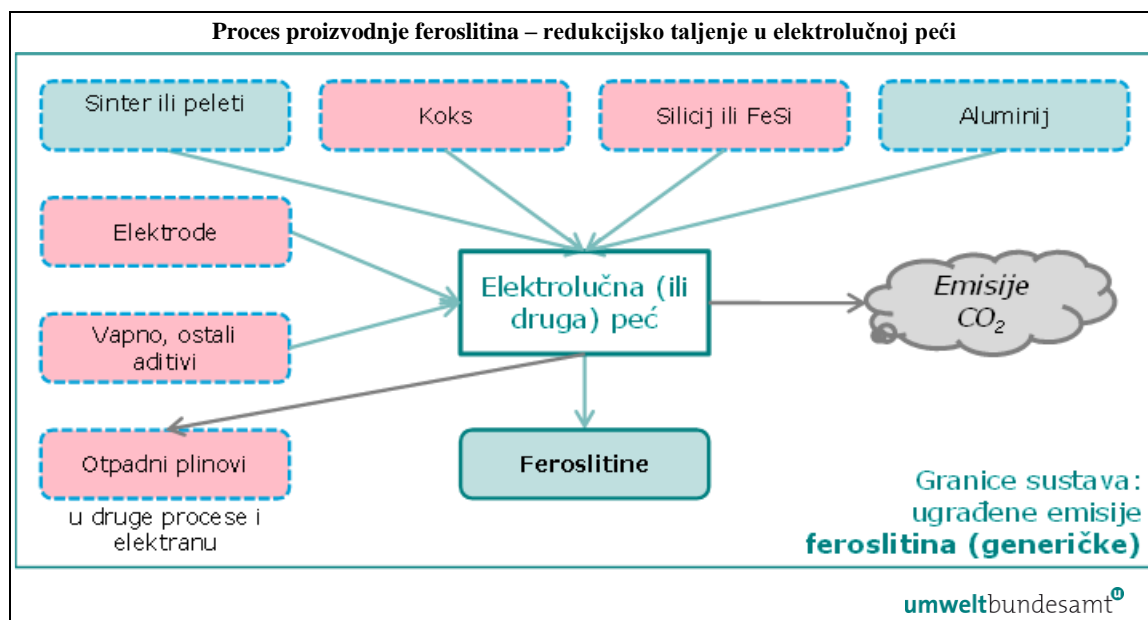 Proces proizvodnje feroslitina – redukcijsko taljenje u elektrolučnoj peći
Sinter ili peleti
Koks
Silicij ili FeSi
Aluminij
Elektrode
Elektrolučna (ili
druga) peć
Emisije
CO₂
Vapno, ostali
aditivi
Otpadni plinovi
Feroslitine
u druge procese i
elektranu
Granice sustava:
ugrađene emisije
feroslitina (generičke)
umweltbundesamt